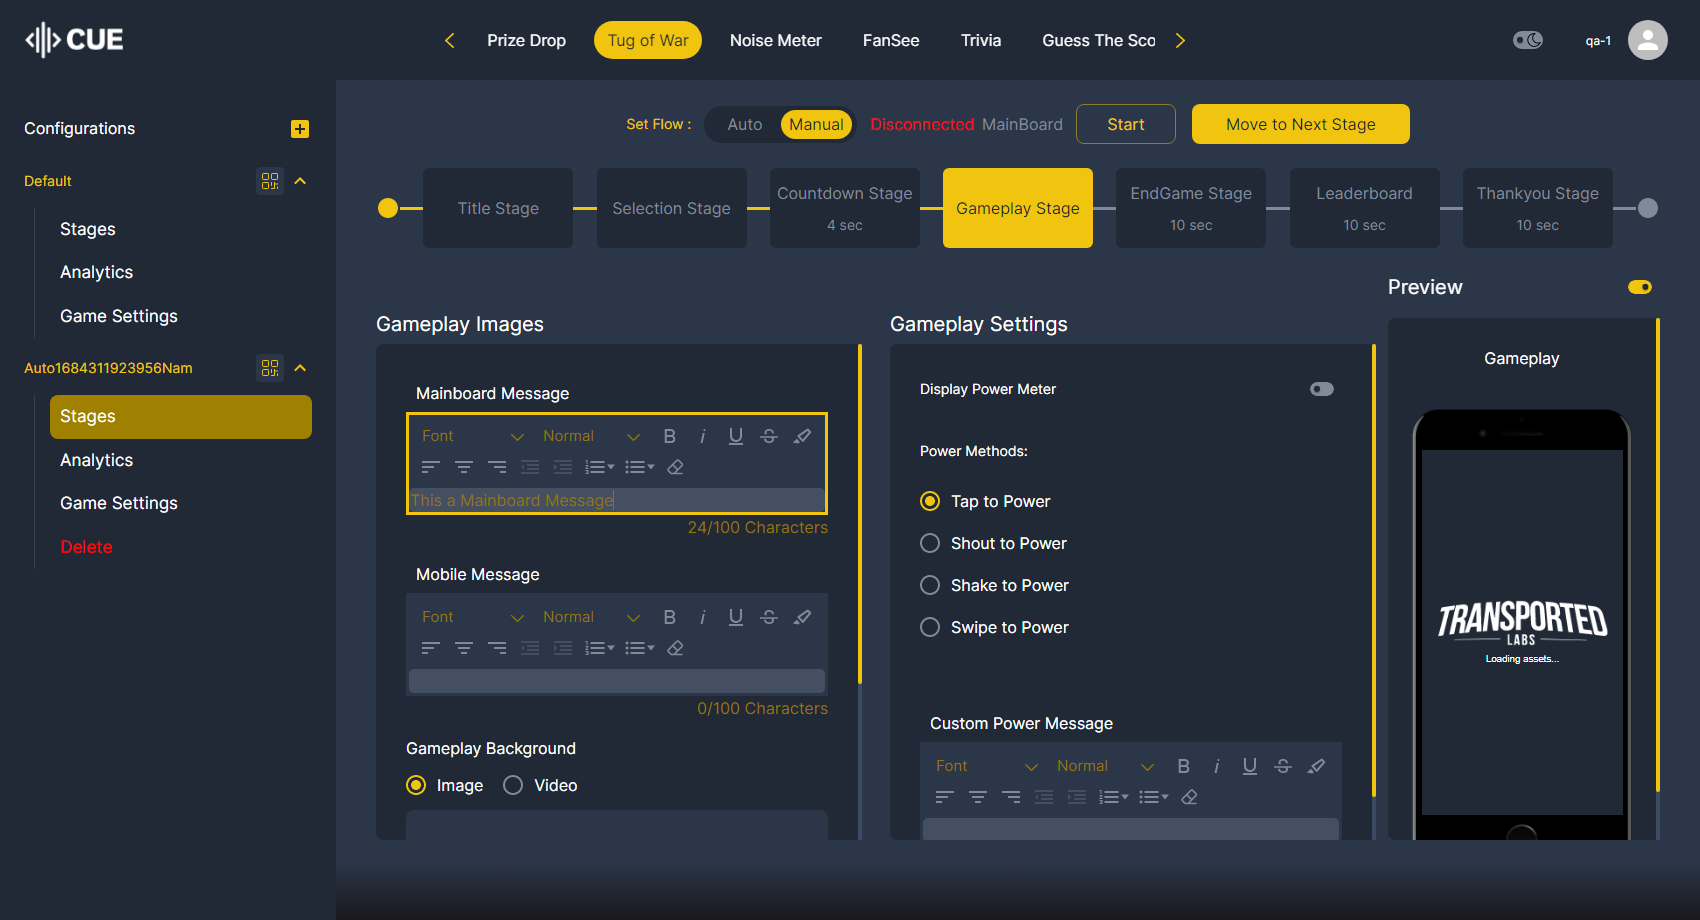 CUE
Prize Drop
Tug of War
Noise Meter
FanSee
Trivia
Guess The Sco
qa-1
Configurations
Default
Stages
Analytics
Game Settings
Auto1684311923956Nam
Stages
Analytics
Game Settings
Delete
Set Flow :
Auto
Manual
Disconnected MainBoard
Start
Move to Next Stage
Title Stage
Selection Stage
Countdown Stage
4 sec
Gameplay Stage
EndGame Stage
10 sec
Leaderboard
10 sec
Thankyou Stage
10 sec
Gameplay Images
Mainboard Message
Font
Normal
This a Mainboard Message
24/100 Characters
Mobile Message
Font
Normal
0/100 Characters
Gameplay Background
Image
Video
Gameplay Settings
Display Power Meter
Power Methods:
Tap to Power
Shout to Power
Shake to Power
Swipe to Power
Custom Power Message
Font
Normal
Preview
Gameplay
TRANSPORTED
LABS
Loading assets...